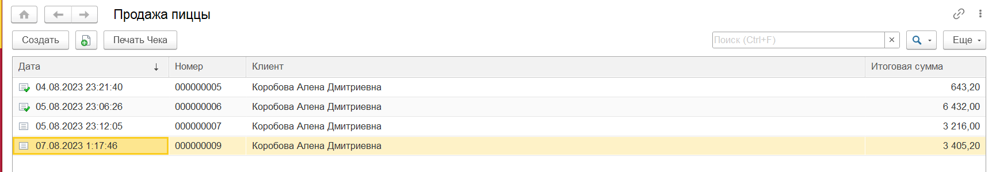 Продажа пиццы
Создать Печать Чека Поиск (Ctrl+F) × Еще
Дата ↓ Номер Клиент Итоговая сумма
04.08.2023 23:21:40 000000005 Коробова Алена Дмитриевна 643,20
05.08.2023 23:06:26 000000006 Коробова Алена Дмитриевна 6 432,00
05.08.2023 23:12:05 000000007 Коробова Алена Дмитриевна 3 216,00
07.08.2023 1:17:46 000000009 Коробова Алена Дмитриевна 3 405,20